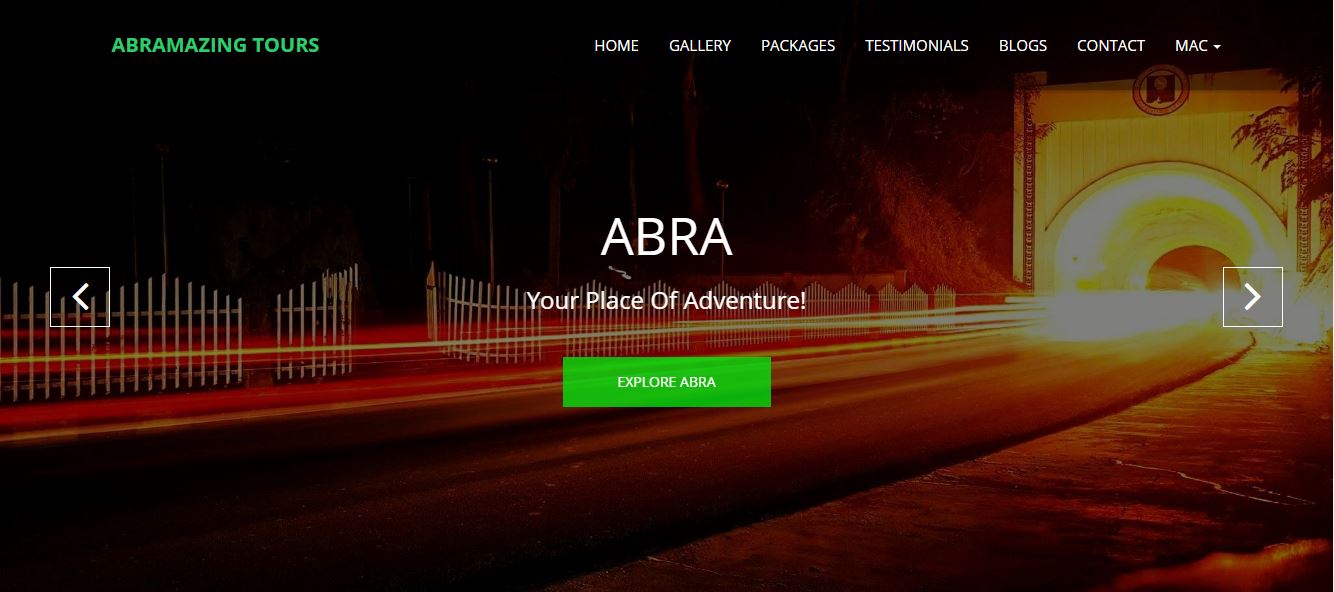 ABRAMAZING TOURS
HOME GALLERY PACKAGES TESTIMONIALS BLOGS CONTACT MAC
ABRA
Your Place Of Adventure!
EXPLORE ABRA